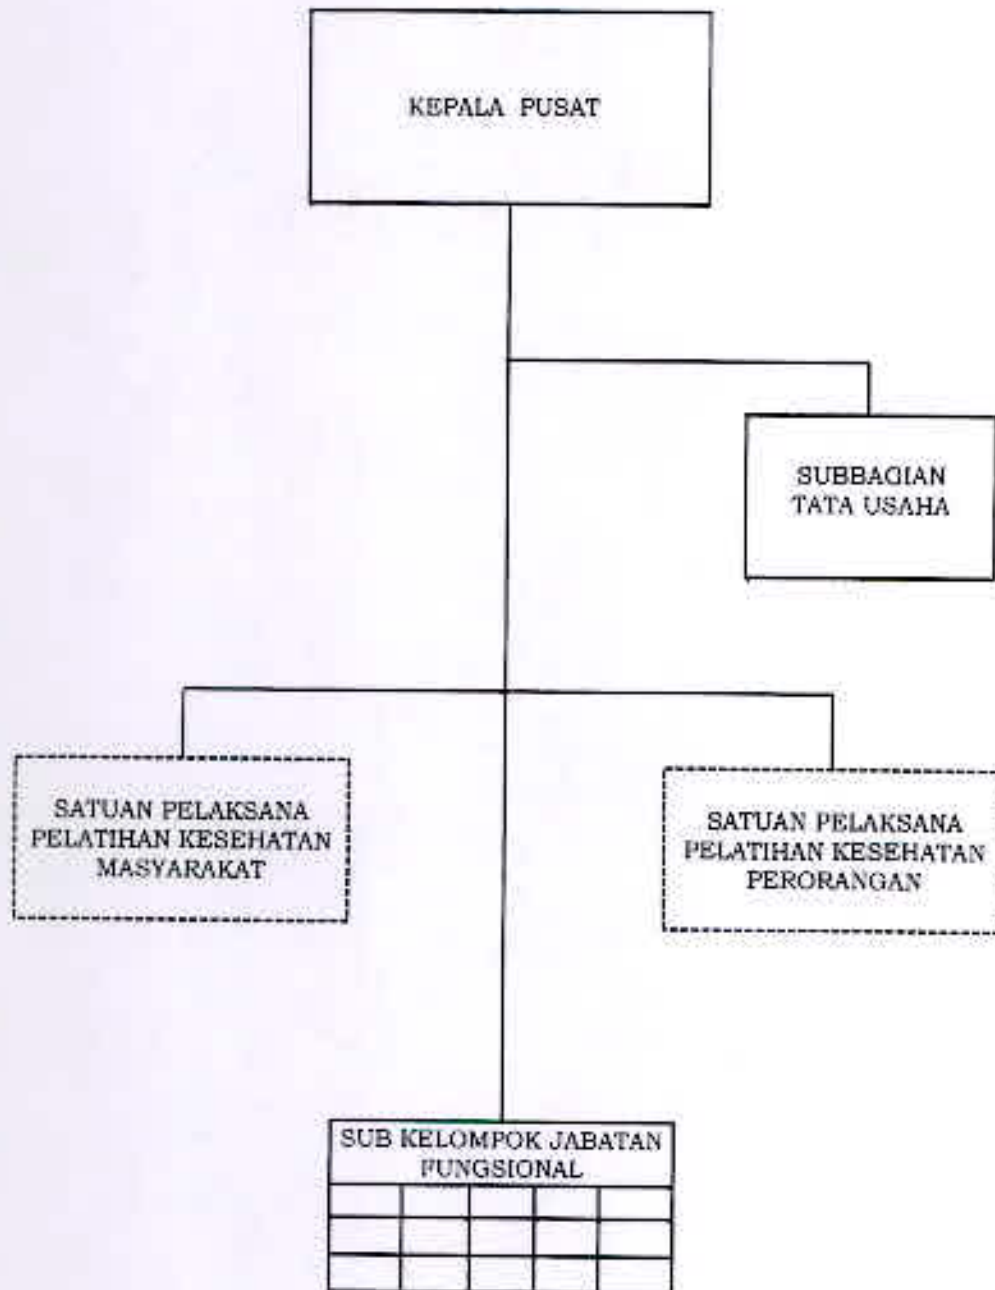 KEPALA PUSAT
SUBBAGIAN
TATA USAHA
SATUAN PELAKSANA
PELATIHAN KESEHATAN
MASYARAKAT
SATUAN PELAKSANA
PELATIHAN KESEHATAN
PERORANGAN
SUB KELOMPOK JABATAN
FUNGSIONAL